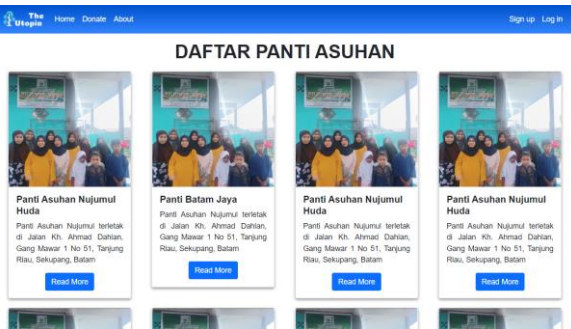 The
Utopia
Home Donate About
Sign up Log in
DAFTAR PANTI ASUHAN
Panti Asuhan Nujumul
Huda
Panti Asuhan Nujumul terletak
di Jalan Kh. Ahmad Dahlan,
Gang Mawar 1 No 51, Tanjung
RIau, Sekupang, Batam
Read More
Panti Batam Jaya
Panti Asuhan Nujumul terletak
di Jalan Kh. Ahmad Dahlan,
Gang Mawar 1 No 51, Tanjung
RIau, Sekupang, Batam
Read More
Panti Asuhan Nujumul
Huda
Panti Asuhan Nujumul terletak
di Jalan Kh. Ahmad Dahlan,
Gang Mawar 1 No 51, Tanjung
RIau, Sekupang, Batam
Read More
Panti Asuhan Nujumul
Huda
Panti Asuhan Nujumul terletak
di Jalan Kh. Ahmad Dahlan,
Gang Mawar 1 No 51, Tanjung
RIau, Sekupang, Batam
Read More